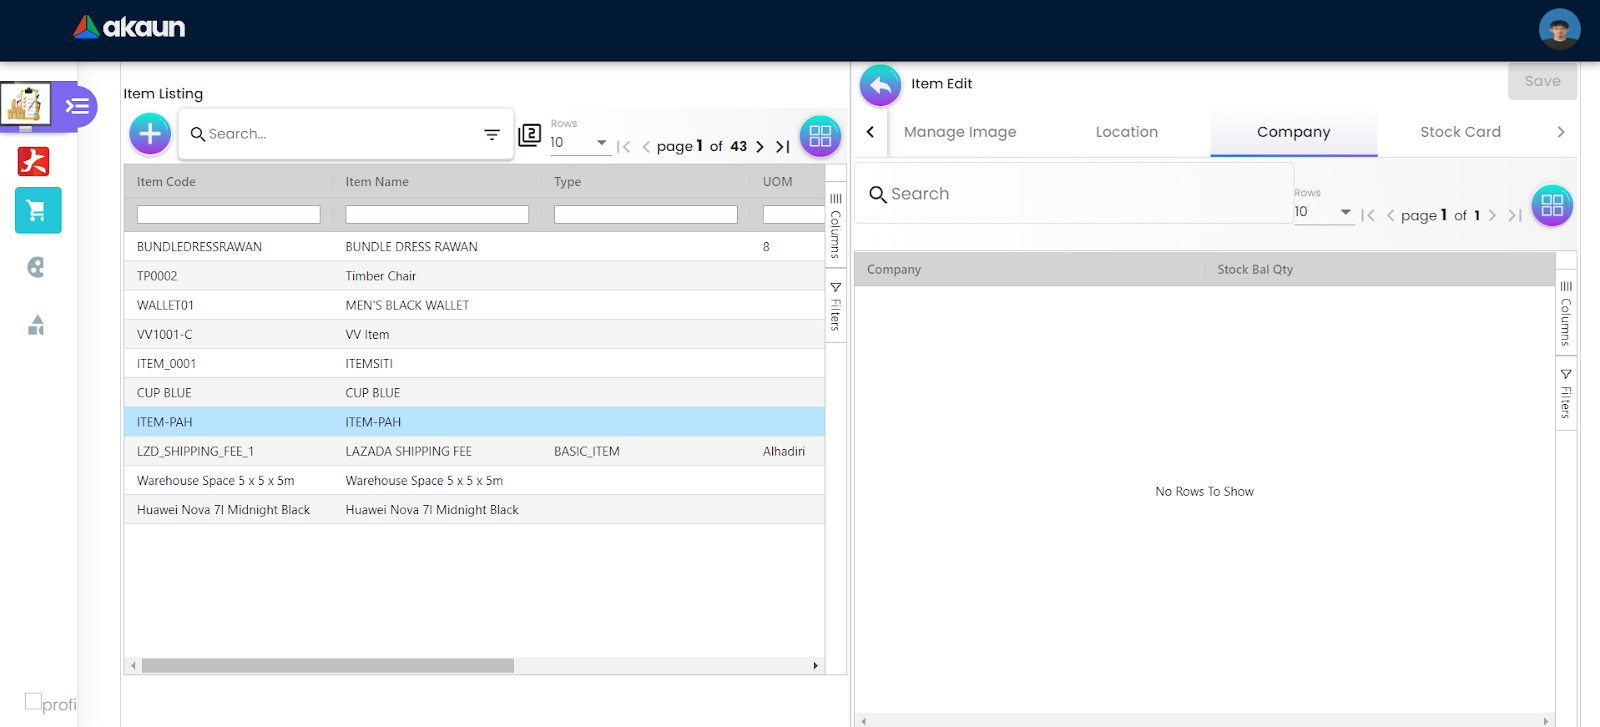 akaun
Item Listing
Search...
2
Rows
10
page 1 of 43
Item Code Item Name Type UOM
BUNDLEDRESSRAWAN BUNDLE DRESS RAWAN 8
TP0002 Timber Chair
WALLET01 MEN'S BLACK WALLET
VV1001-C VV Item
ITEM_0001 ITEMSITI
CUP BLUE CUP BLUE
ITEM-PAH ITEM-PAH
LZD_SHIPPING_FEE_1 LAZADA SHIPPING FEE BASIC_ITEM Alhadiri
Warehouse Space 5 x 5 x 5m Warehouse Space 5 x 5 x 5m
Huawei Nova 7I Midnight Black Huawei Nova 7I Midnight Black
Columns
Filters
profi
Item Edit
Save
Manage Image Location Company Stock Card
Search
Rows
10
page 1 of 1
Company Stock Bal Qty
No Rows To Show
Columns
Filters